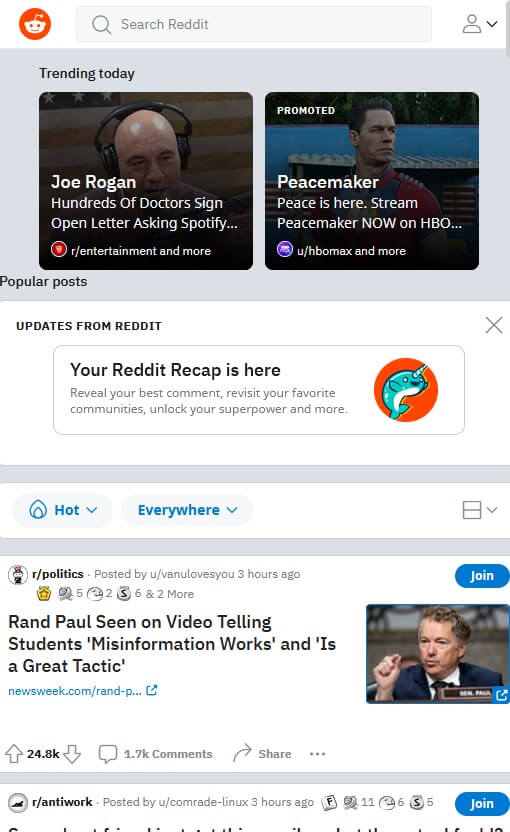 Search Reddit
Trending today
Joe Rogan
Hundreds Of Doctors Sign
Open Letter Asking Spotify...
r/entertainment and more
PROMOTED
Peacemaker
Peace is here. Stream
Peacemaker NOW on HBO...
u/hbomax and more
Popular posts
UPDATES FROM REDDIT
Your Reddit Recap is here
Reveal your best comment, revisit your favorite
communities, unlock your superpower and more.
Hot
Everywhere
r/politics · Posted by u/vanulovesyou 3 hours ago
5 2 6 & 2 More
Join
Rand Paul Seen on Video Telling
Students 'Misinformation Works' and 'Is
a Great Tactic'
newsweek.com/rand-p...
SEN. PAUL
24.8k
1.7k Comments
Share
r/antiwork · Posted by u/comrade-linux 3 hours ago
F 11 6 5
Join